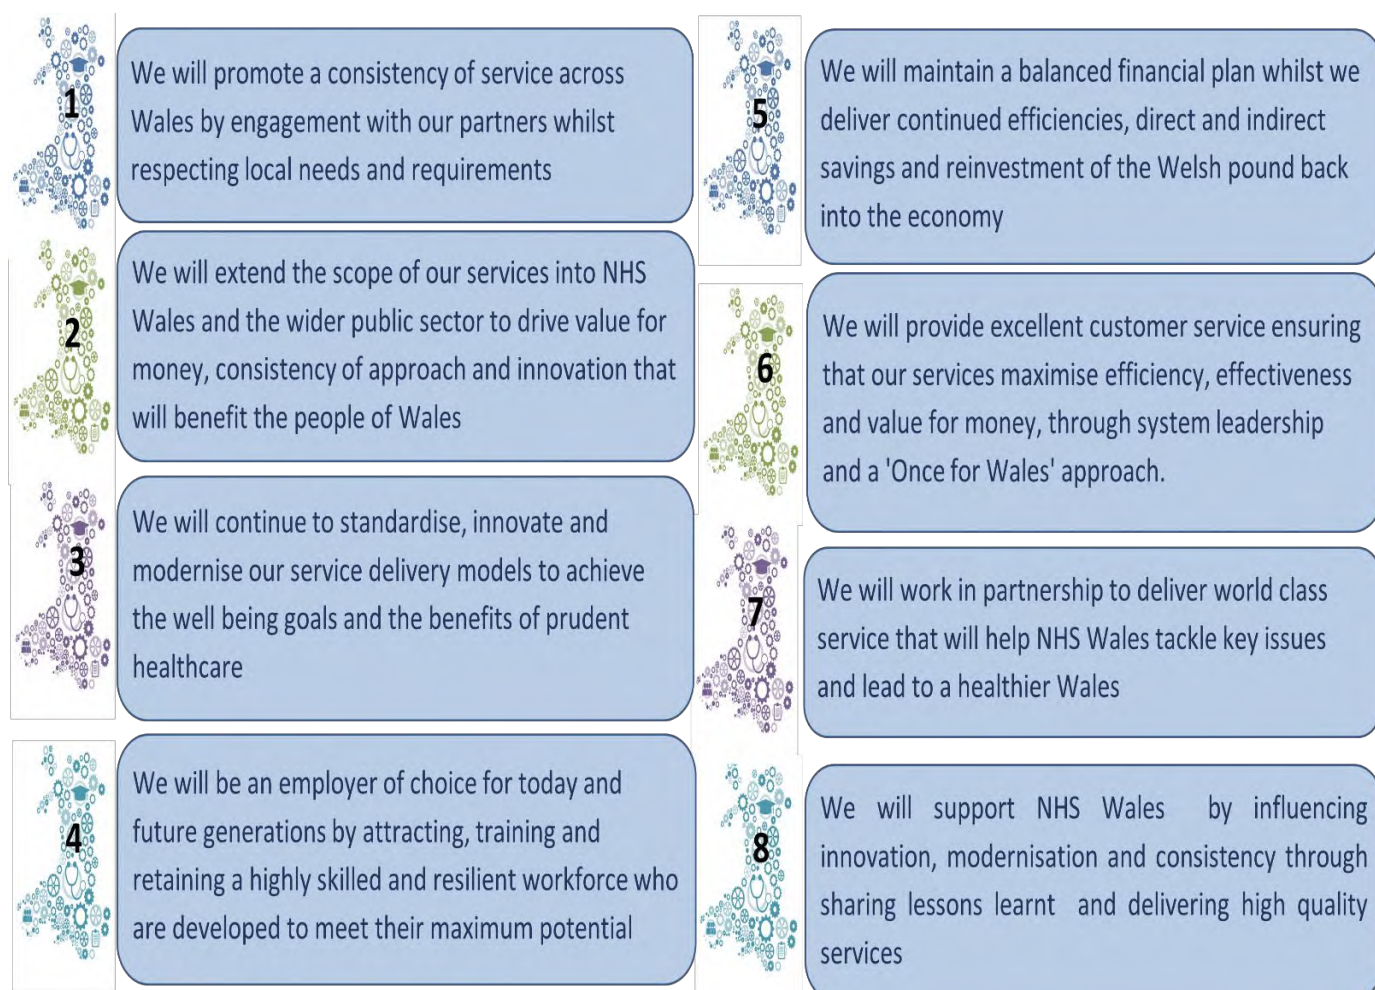 1
We will promote a consistency of service across
Wales by engagement with our partners whilst
respecting local needs and requirements
2
We will extend the scope of our services into NHS
Wales and the wider public sector to drive value for
money, consistency of approach and innovation that
will benefit the people of Wales
3
We will continue to standardise, innovate and
modernise our service delivery models to achieve
the well being goals and the benefits of prudent
healthcare
4
We will be an employer of choice for today and
future generations by attracting, training and
retaining a highly skilled and resilient workforce who
are developed to meet their maximum potential
5
We will maintain a balanced financial plan whilst we
deliver continued efficiencies, direct and indirect
savings and reinvestment of the Welsh pound back
into the economy
6
We will provide excellent customer service ensuring
that our services maximise efficiency, effectiveness
and value for money, through system leadership
and a 'Once for Wales' approach.
7
We will work in partnership to deliver world class
service that will help NHS Wales tackle key issues
and lead to a healthier Wales
8
We will support NHS Wales by influencing
innovation, modernisation and consistency through
sharing lessons learnt and delivering high quality
services